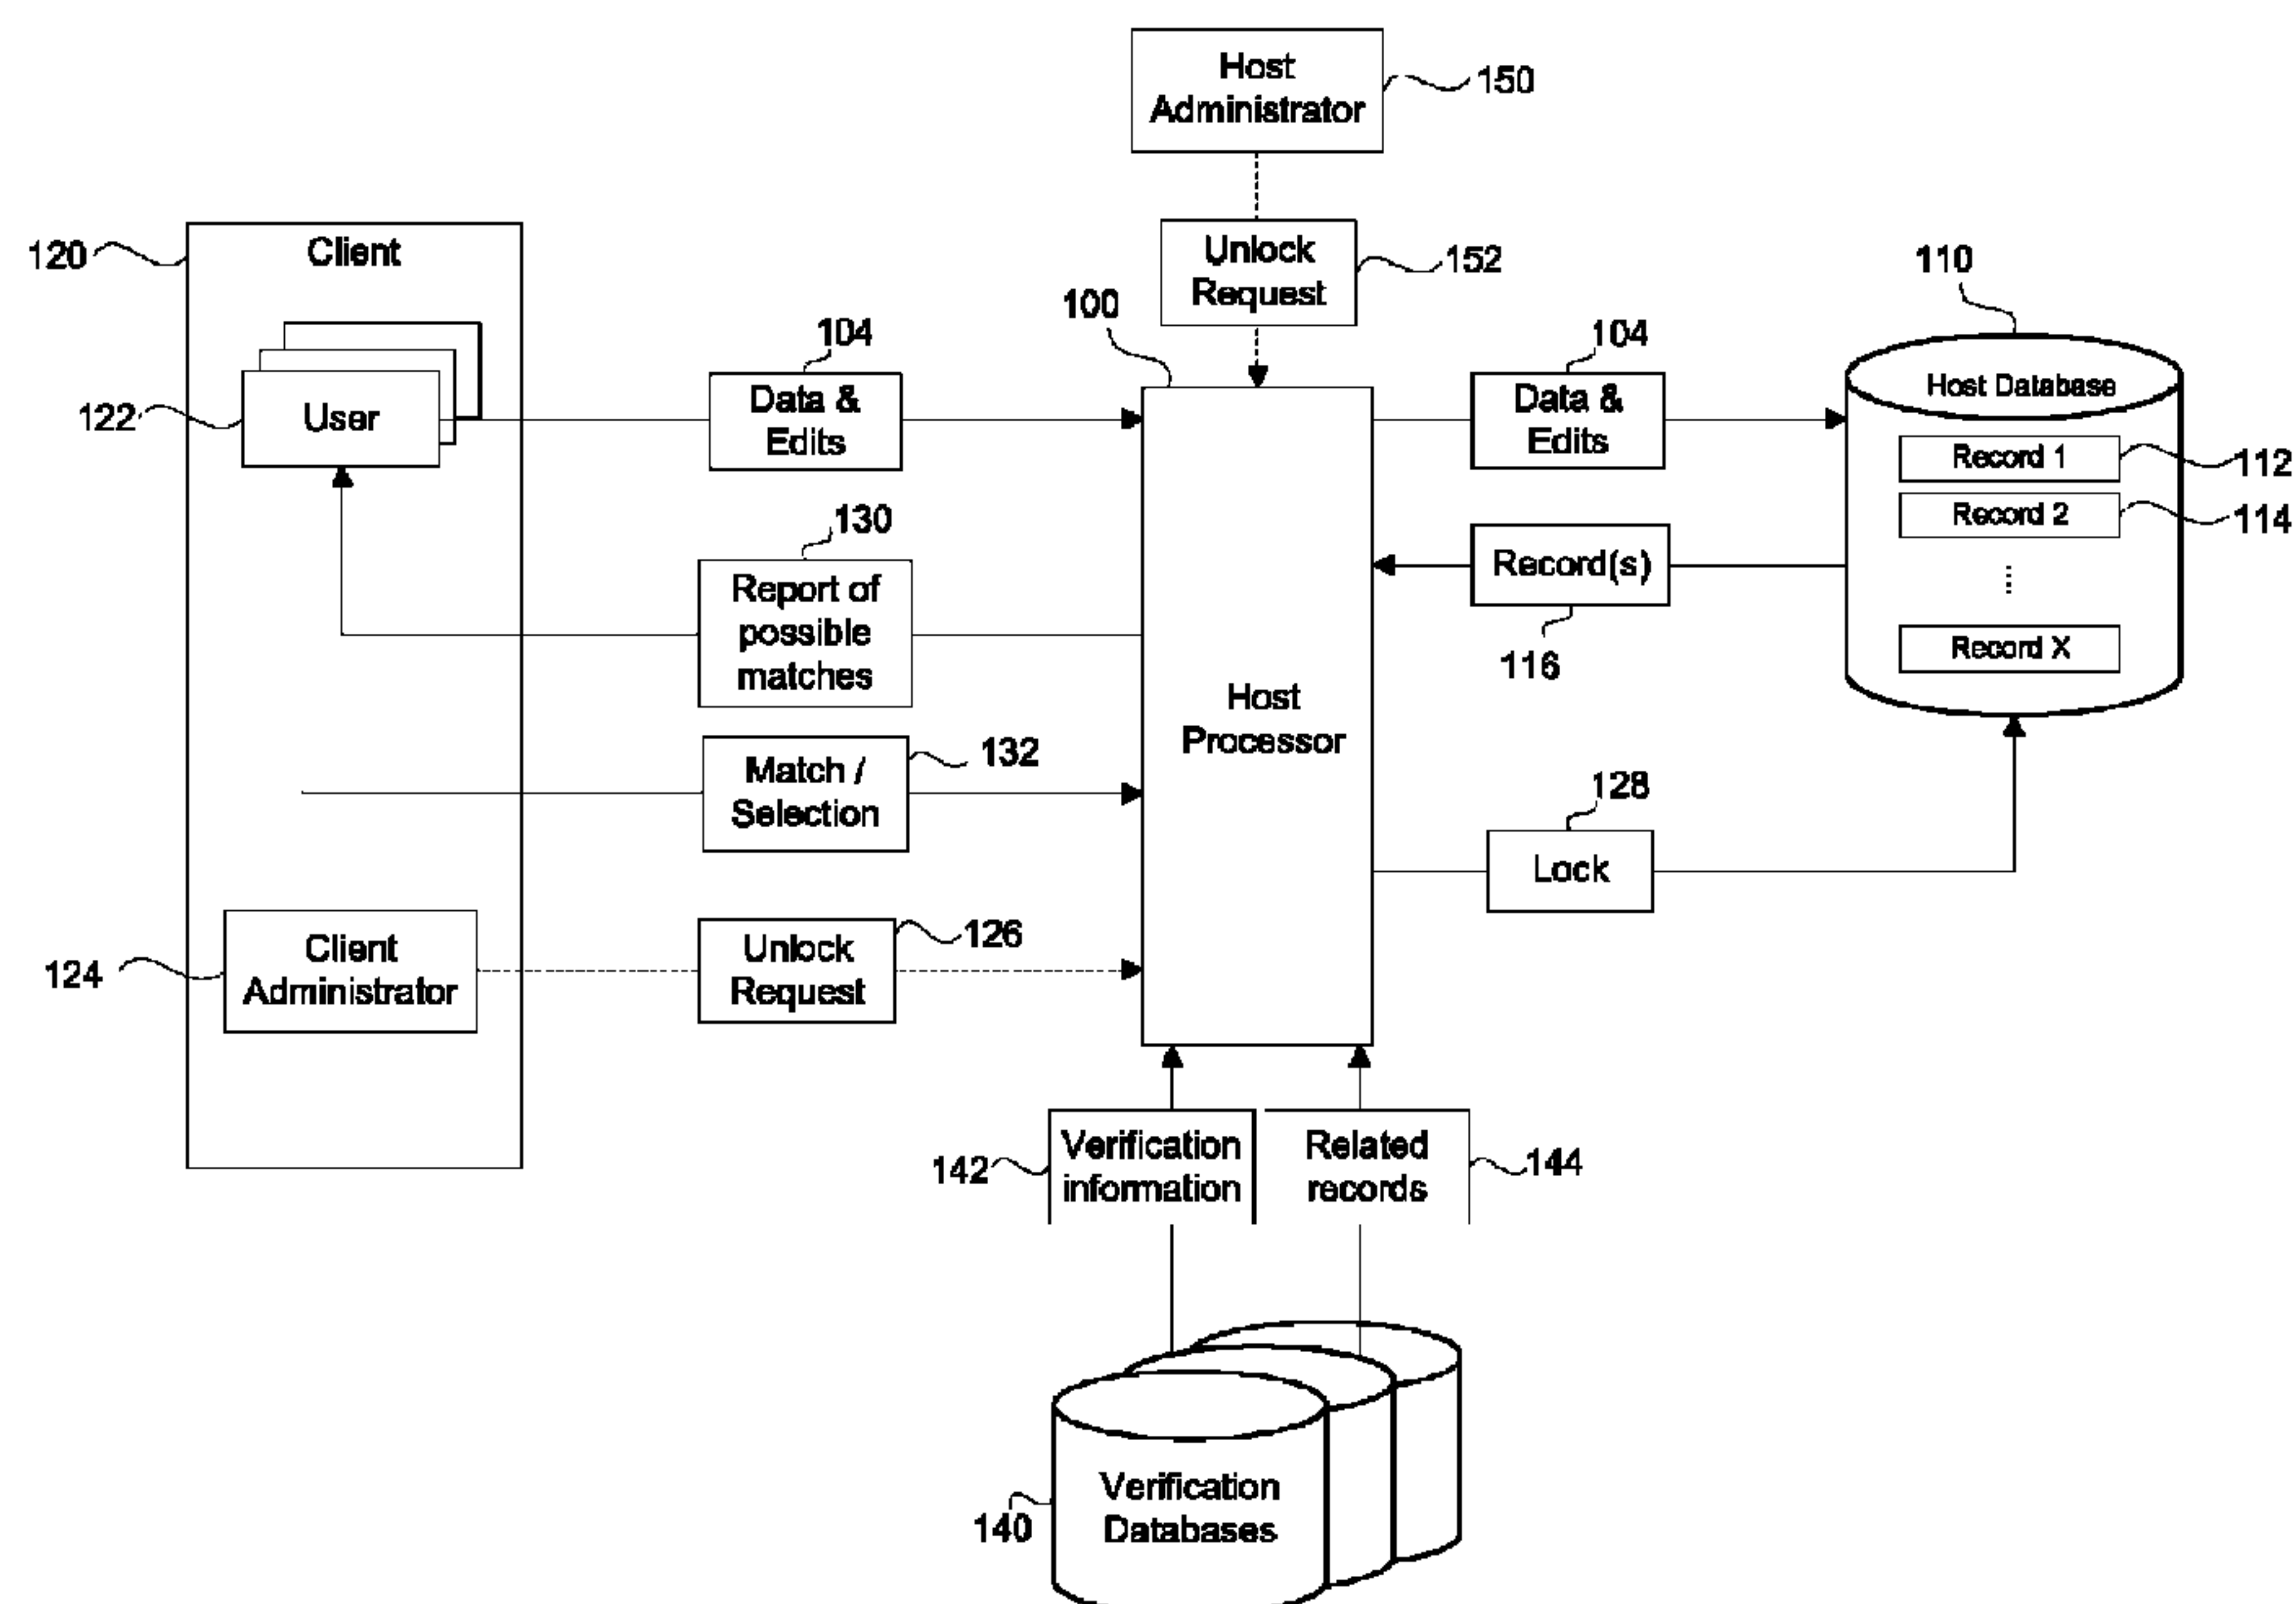 Host
Administrator
150
Unlock
Request
152
120
Client
100
110
104
Data &
Edits
104
Data &
Edits
Host Database
122
User
Record 1
112
Record 2
114
130
Report of
possible
matches
Record(s)
116
Record X
Host
Processor
132
Match /
Selection
128
Lock
124
Client
Administrator
126
Unlock
Request
142
Verification
information
Related
records
144
140
Verification
Databases